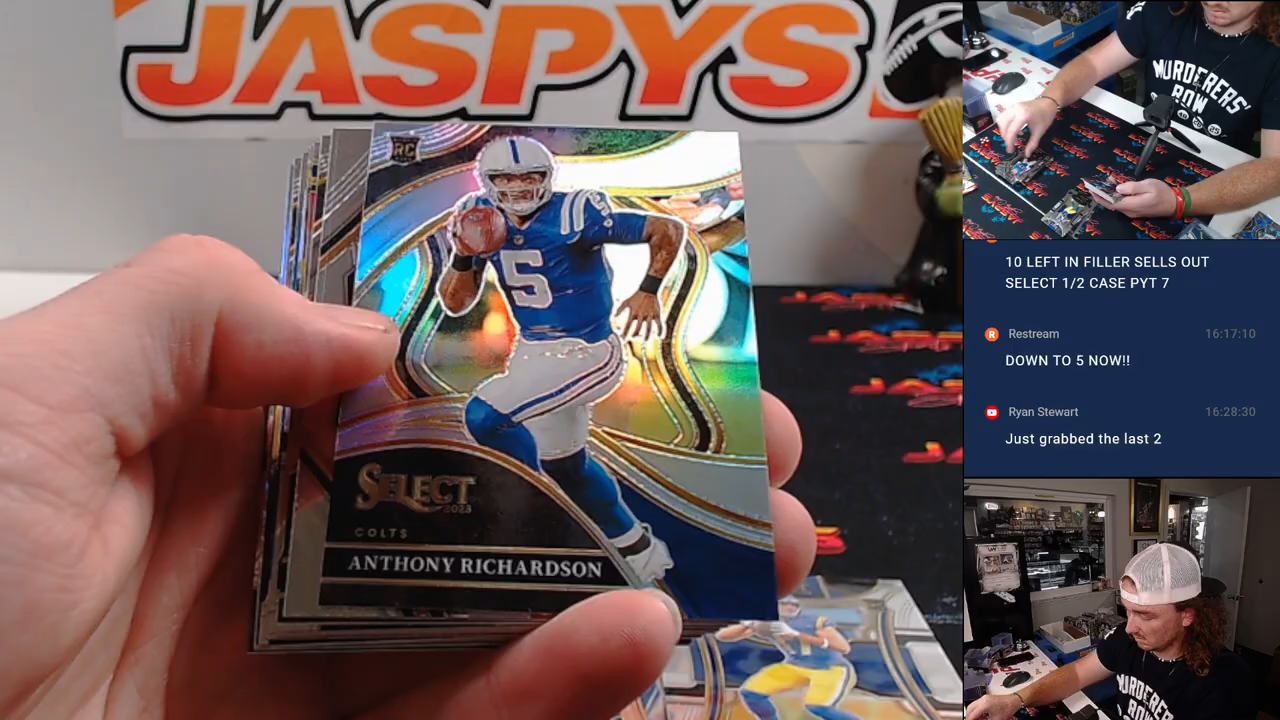 JASPYS
RC
5
SELECT
2023
COLTS
ANTHONY RICHARDSON
MURDERERS'
ROW
10 LEFT IN FILLER SELLS OUT
SELECT 1/2 CASE PYT 7
Restream 16:17:10
DOWN TO 5 NOW!!
Ryan Stewart 16:28:30
Just grabbed the last 2
MURDERERS
ROW